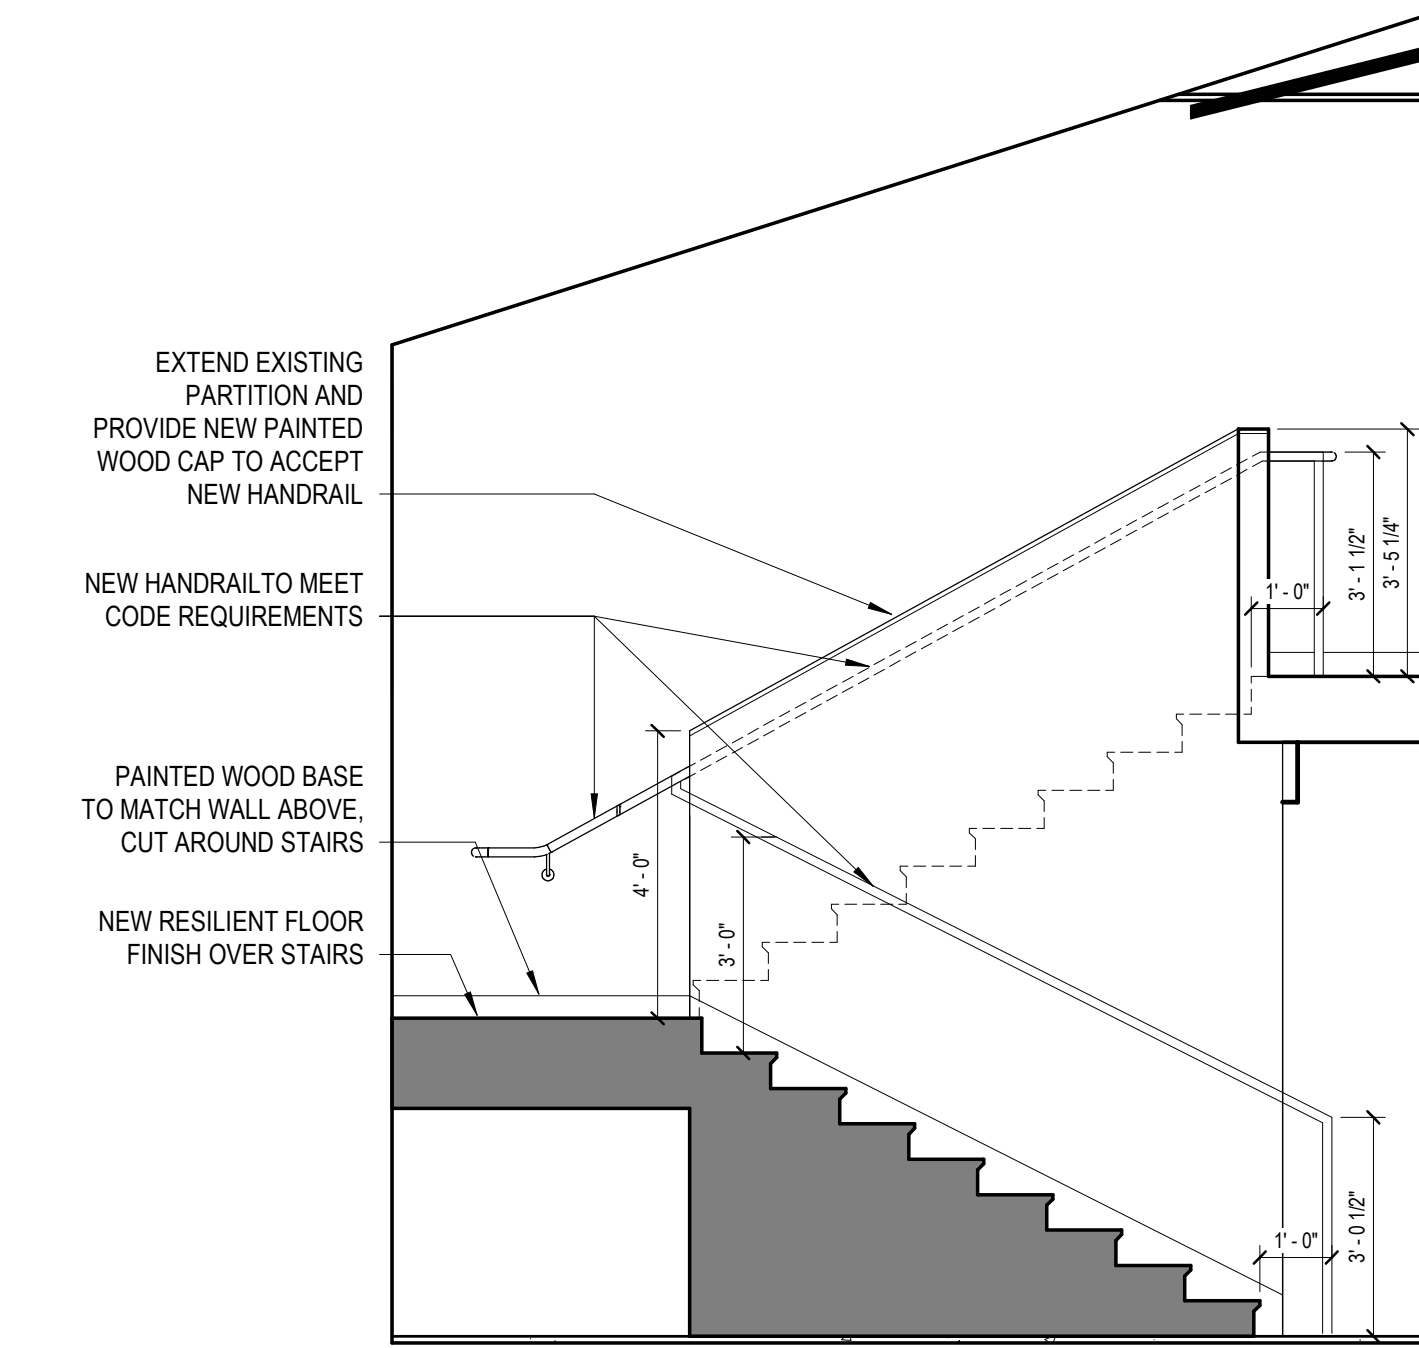 EXTEND EXISTING
PARTITION AND
PROVIDE NEW PAINTED
WOOD CAP TO ACCEPT
NEW HANDRAIL
NEW HANDRAILTO MEET
CODE REQUIREMENTS
PAINTED WOOD BASE
TO MATCH WALL ABOVE,
CUT AROUND STAIRS
NEW RESILIENT FLOOR
FINISH OVER STAIRS
4' - 0"
3' - 0"
1' - 0"
3' - 1 1/2"
3' - 5 1/4"
1' - 0"
3' - 0 1/2"